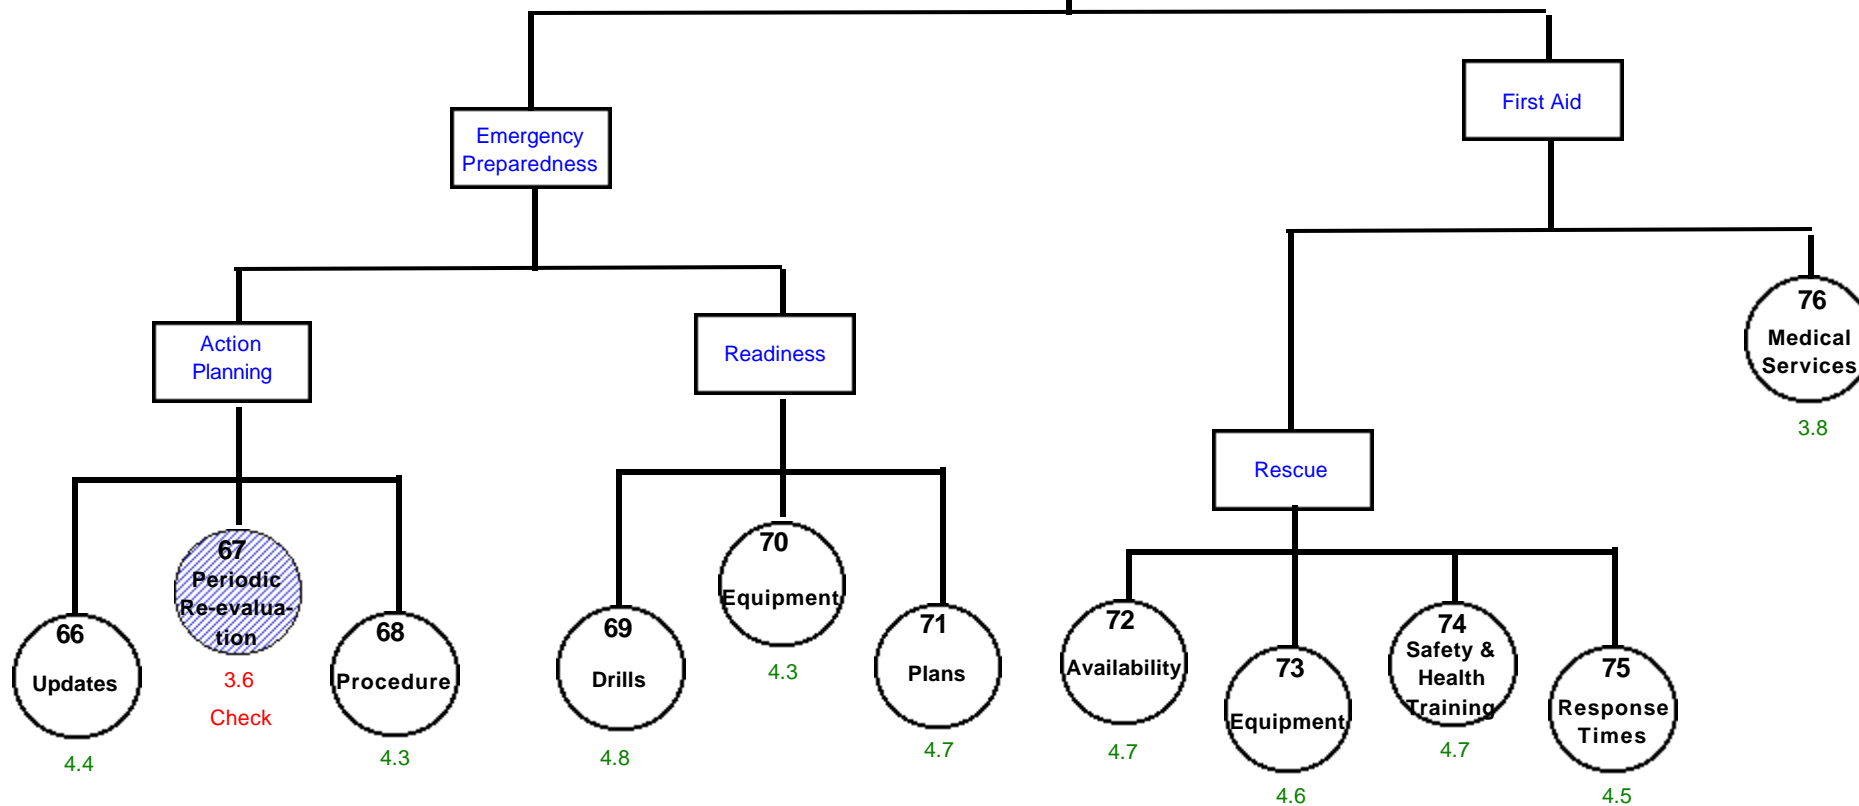 First Aid
Emergency
Preparedness
Action
Planning
Readiness
76
Medical
Services
3.8
Rescue
66
Updates
4.4
67
Periodic
Re-evalua-
tion
3.6
Check
68
Procedure
4.3
69
Drills
4.8
70
Equipment
4.3
71
Plans
4.7
72
Availability
4.7
73
Equipment
4.6
74
Safety &
Health
Training
4.7
75
Response
Times
4.5